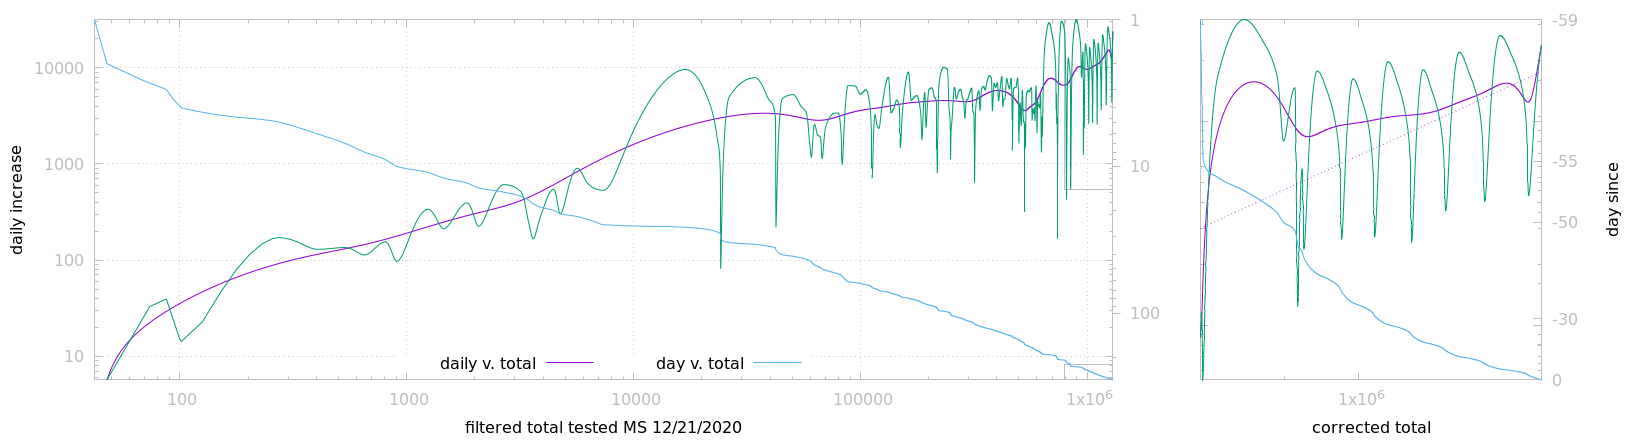 daily increase
10000
1000
100
10
daily v. total
day v. total
100
1000
10000
100000
1x10^6
filtered total tested MS 12/21/2020
1
10
100
1x10^6
corrected total
-59
-55
-50
-30
0
day since